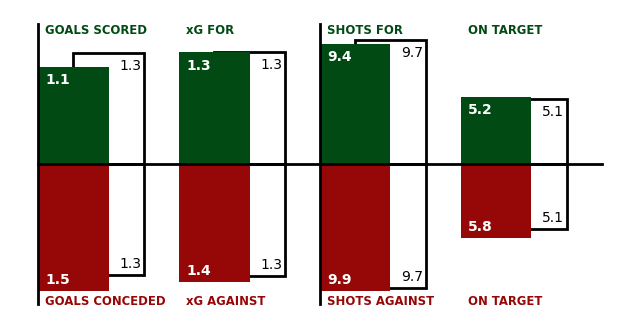 GOALS SCORED xG FOR SHOTS FOR ON TARGET
1.1 1.3 1.3 1.3 9.4 9.7 5.2 5.1
1.5 1.3 1.4 1.3 9.9 9.7 5.8 5.1
GOALS CONCEDED xG AGAINST SHOTS AGAINST ON TARGET